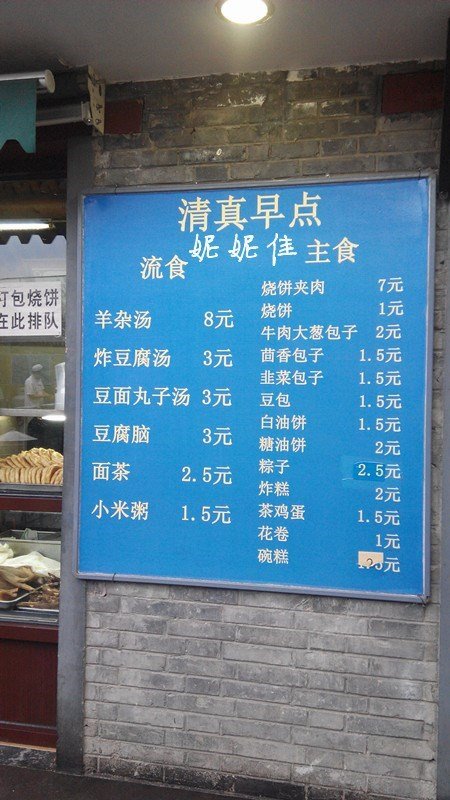 清真早点
妮妮佳
流食
羊杂汤 8元
炸豆腐汤 3元
豆面丸子汤 3元
豆腐脑 3元
面茶 2.5元
小米粥 1.5元
主食
烧饼夹肉 7元
烧饼 1元
牛肉大葱包子 2元
茴香包子 1.5元
韭菜包子 1.5元
豆包 1.5元
白油饼 1.5元
糖油饼 2元
粽子 2.5元
炸糕 2元
茶鸡蛋 1.5元
花卷 1元
碗糕 2元
打包烧饼
在此排队